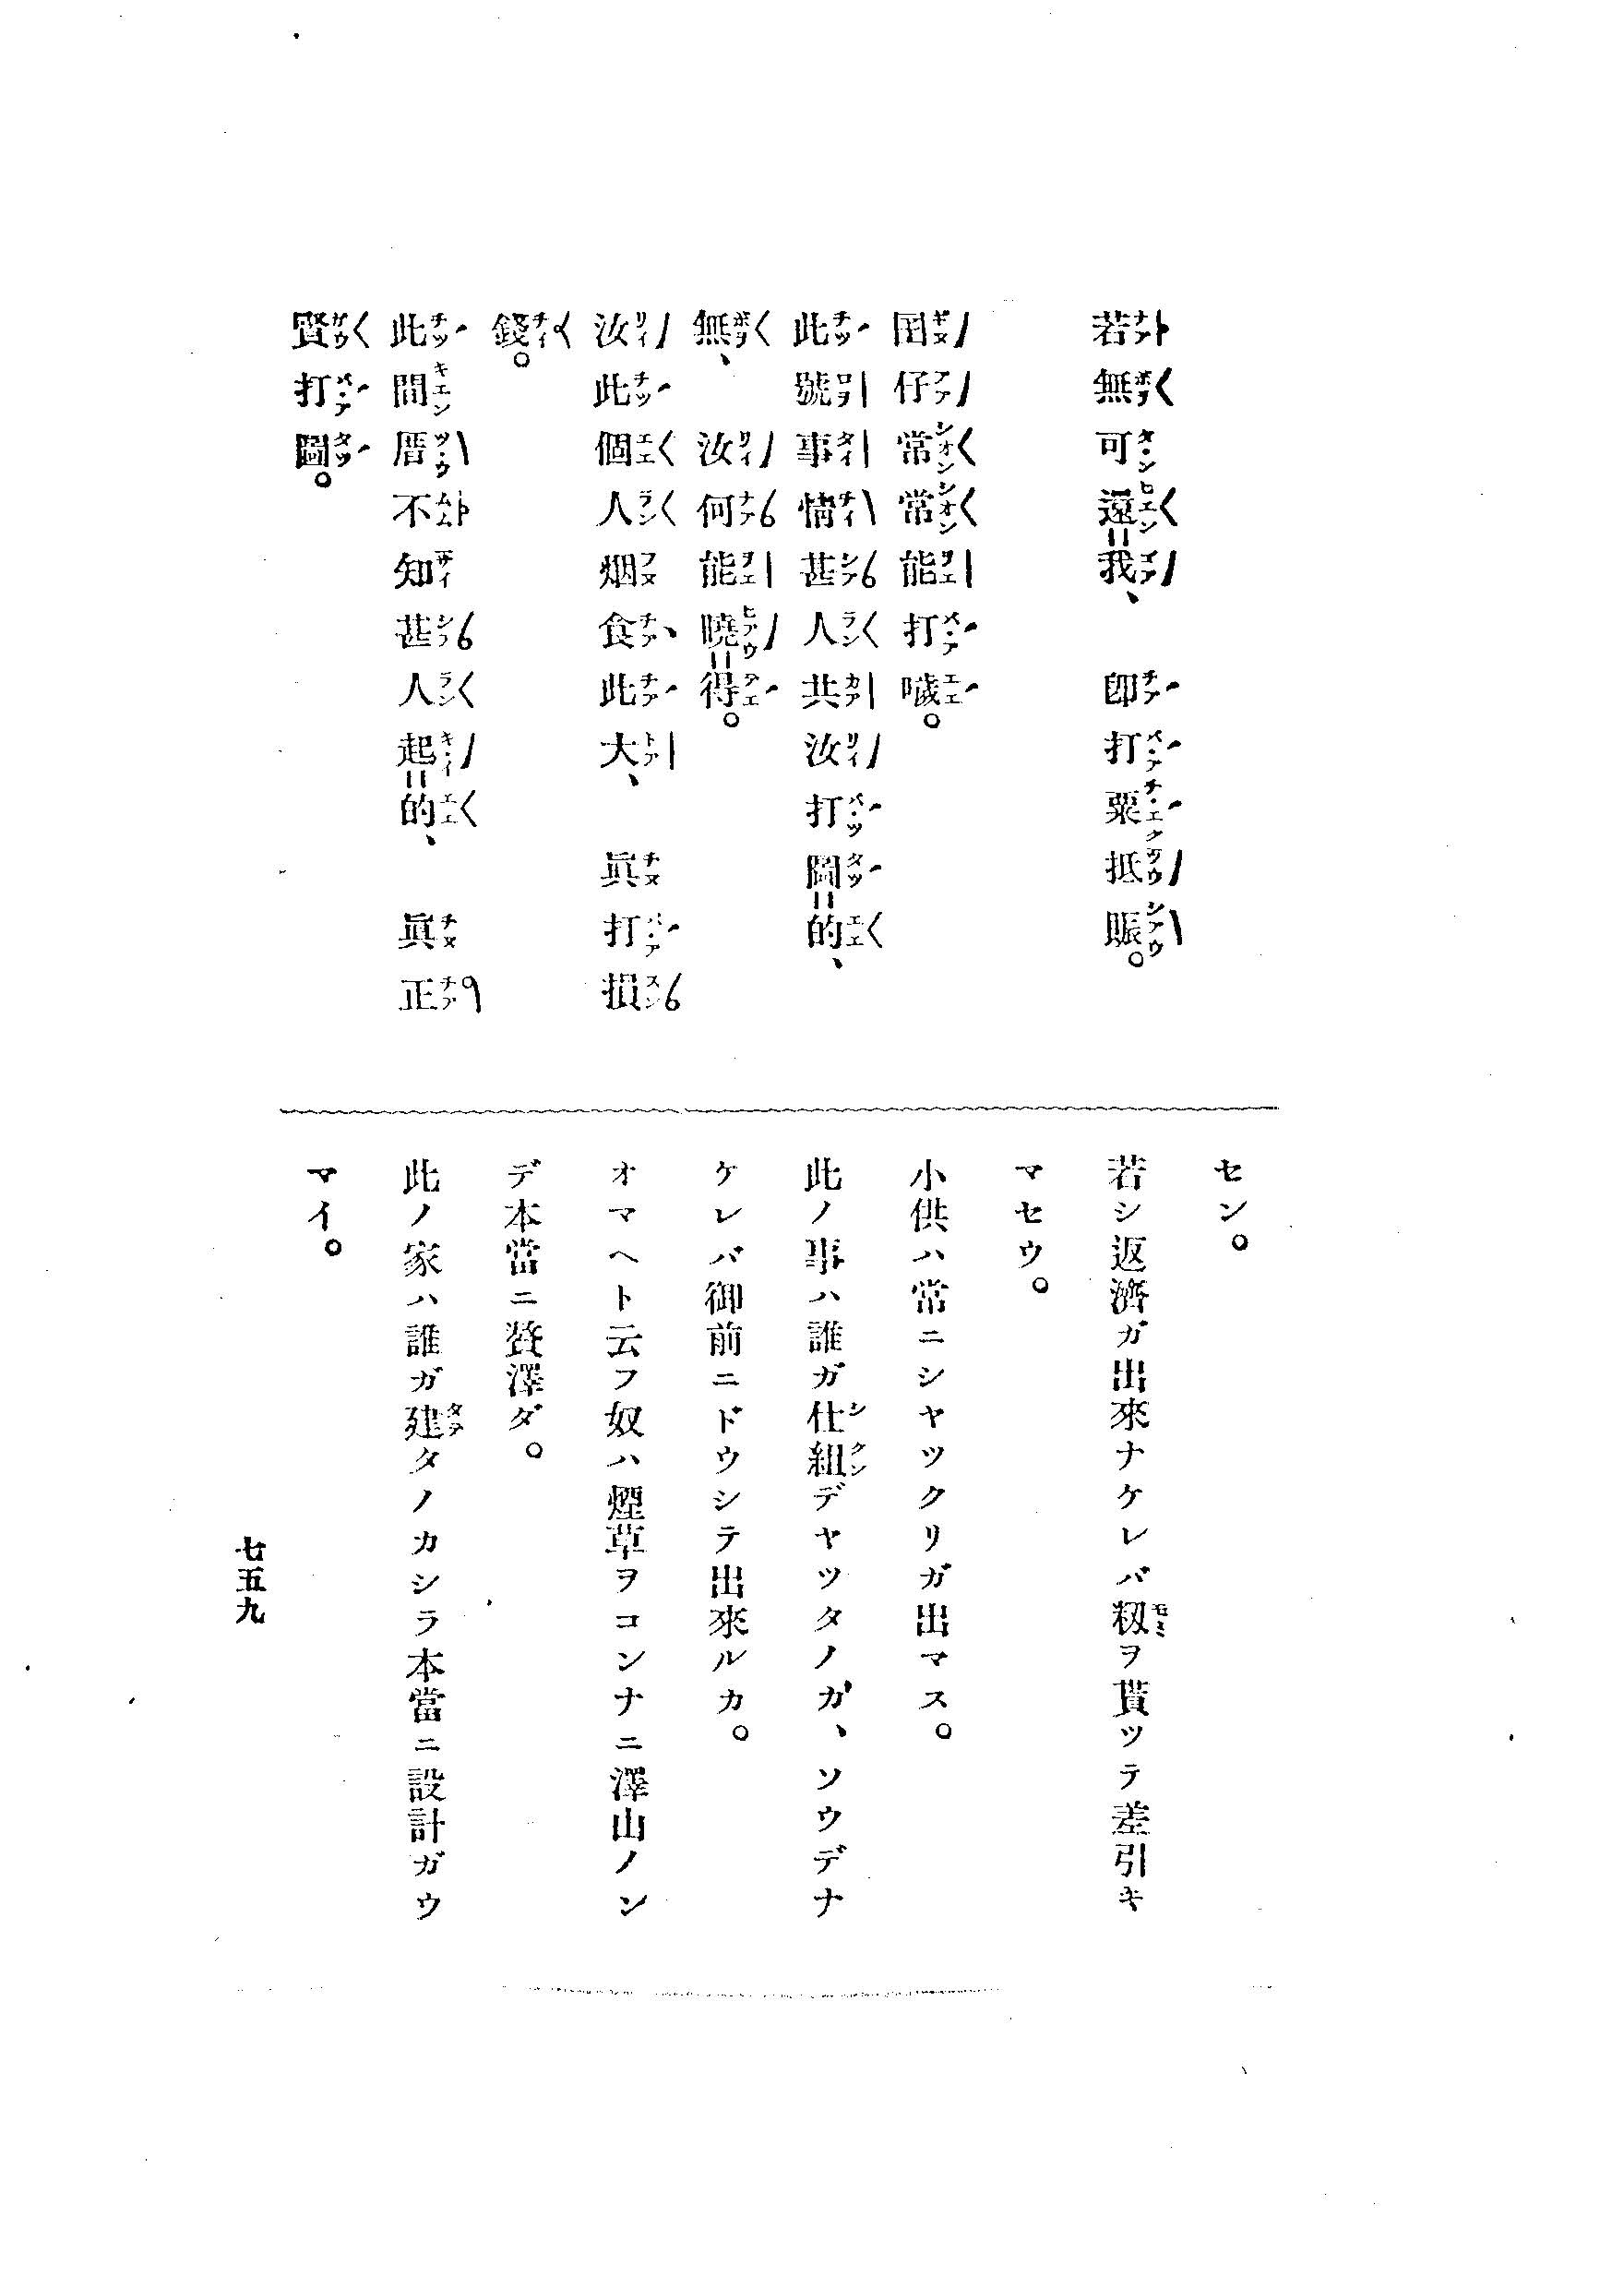 若無可還=我、 卽打粟抵賬。
囝仔常常能打噦。
此號事情甚人共汝打圖=的、
無、 汝何能曉=得。
汝此個人烟食此大、 眞打損
錢。
此間厝不知甚人起=的、 眞正
賢打圖。
セン。
若シ返濟ガ出來ナケレバ籾ヲ貰ツテ差引キ
マセウ。
小供ハ常ニシヤツクリガ出マス。
此ノ事ハ誰ガ仕組デヤツタノカ、ソウデナ
ケレバ御前ニドウシテ出來ルカ。
オマヘト云フ奴ハ煙草ヲコンナニ澤山ノン
デ本當ニ贅澤ダ。
此ノ家ハ誰ガ建タノカシラ本當ニ設計ガウ
マイ。
七五九